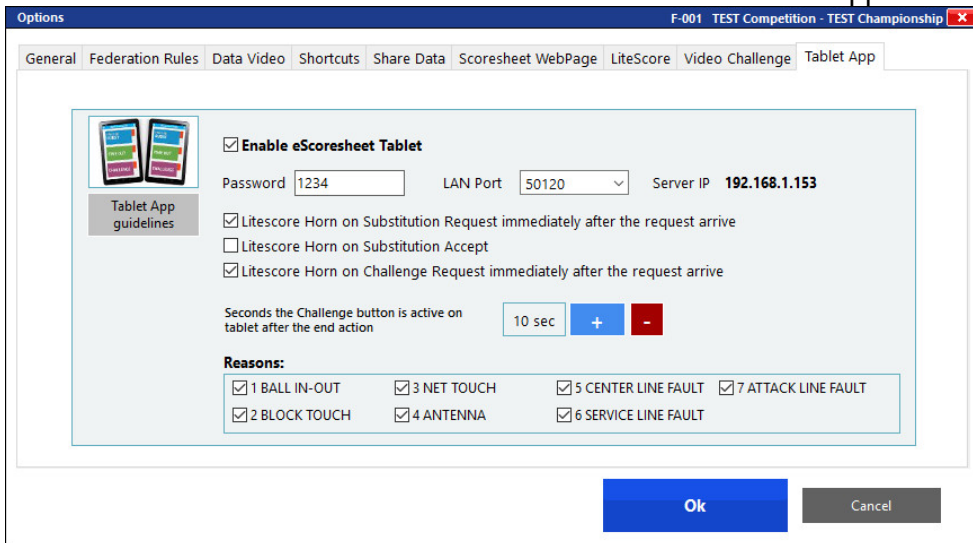 Options F-001 TEST Competition - TEST Championship
General Federation Rules Data Video Shortcuts Share Data Scoresheet WebPage LiteScore Video Challenge Tablet App
Enable eScoresheet Tablet
Password 1234 LAN Port 50120 Server IP 192.168.1.153
Tablet App
guidelines
Litescore Horn on Substitution Request immediately after the request arrive
Litescore Horn on Substitution Accept
Litescore Horn on Challenge Request immediately after the request arrive
Seconds the Challenge button is active on
tablet after the end action
10 sec + -
Reasons:
1 BALL IN-OUT 3 NET TOUCH 5 CENTER LINE FAULT 7 ATTACK LINE FAULT
2 BLOCK TOUCH 4 ANTENNA 6 SERVICE LINE FAULT
Ok Cancel